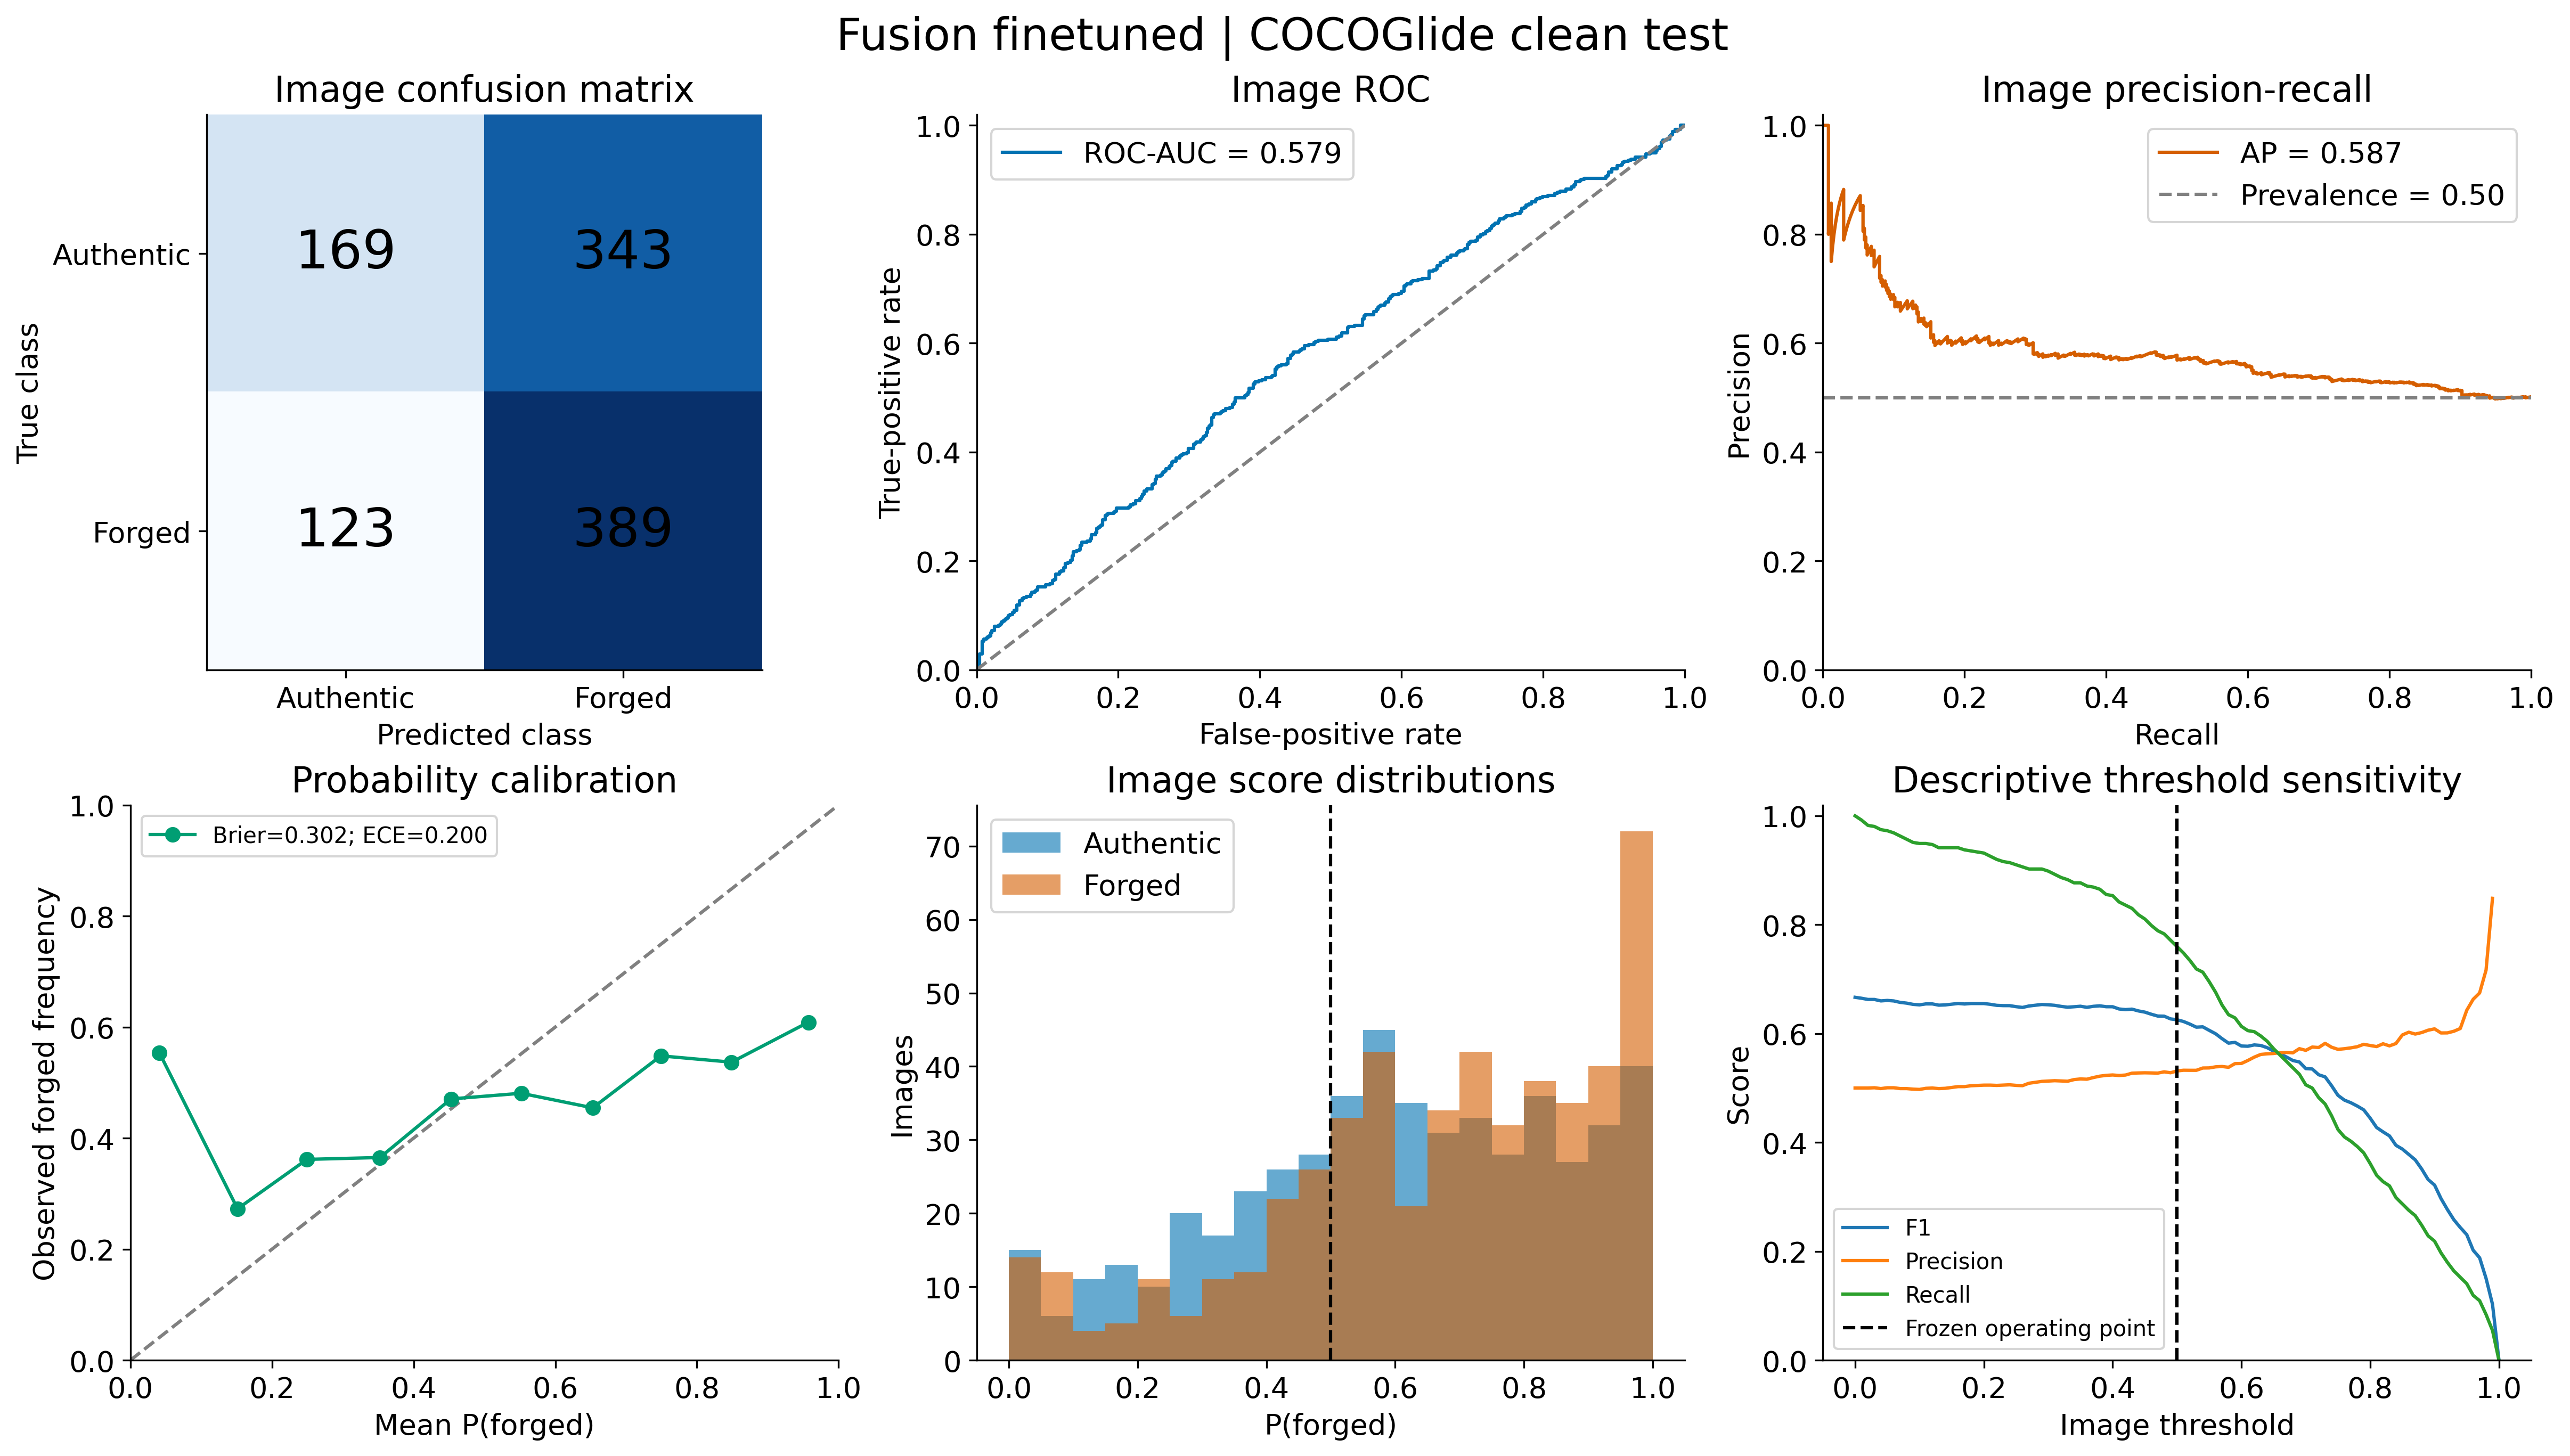 Fusion finetuned | COCOGlide clean test
Image confusion matrix
True class
Authentic
Forged
169
343
123
389
Authentic
Forged
Predicted class
Image ROC
ROC-AUC = 0.579
True-positive rate
1.0
0.8
0.6
0.4
0.2
0.0
0.0
0.2
0.4
0.6
0.8
1.0
False-positive rate
Image precision-recall
AP = 0.587
Prevalence = 0.50
Precision
1.0
0.8
0.6
0.4
0.2
0.0
0.0
0.2
0.4
0.6
0.8
1.0
Recall
Probability calibration
Brier=0.302; ECE=0.200
Observed forged frequency
1.0
0.8
0.6
0.4
0.2
0.0
0.0
0.2
0.4
0.6
0.8
1.0
Mean P(forged)
Image score distributions
Authentic
Forged
Images
70
60
50
40
30
20
10
0
0.0
0.2
0.4
0.6
0.8
1.0
P(forged)
Descriptive threshold sensitivity
Score
1.0
0.8
0.6
0.4
0.2
0.0
F1
Precision
Recall
Frozen operating point
0.0
0.2
0.4
0.6
0.8
1.0
Image threshold